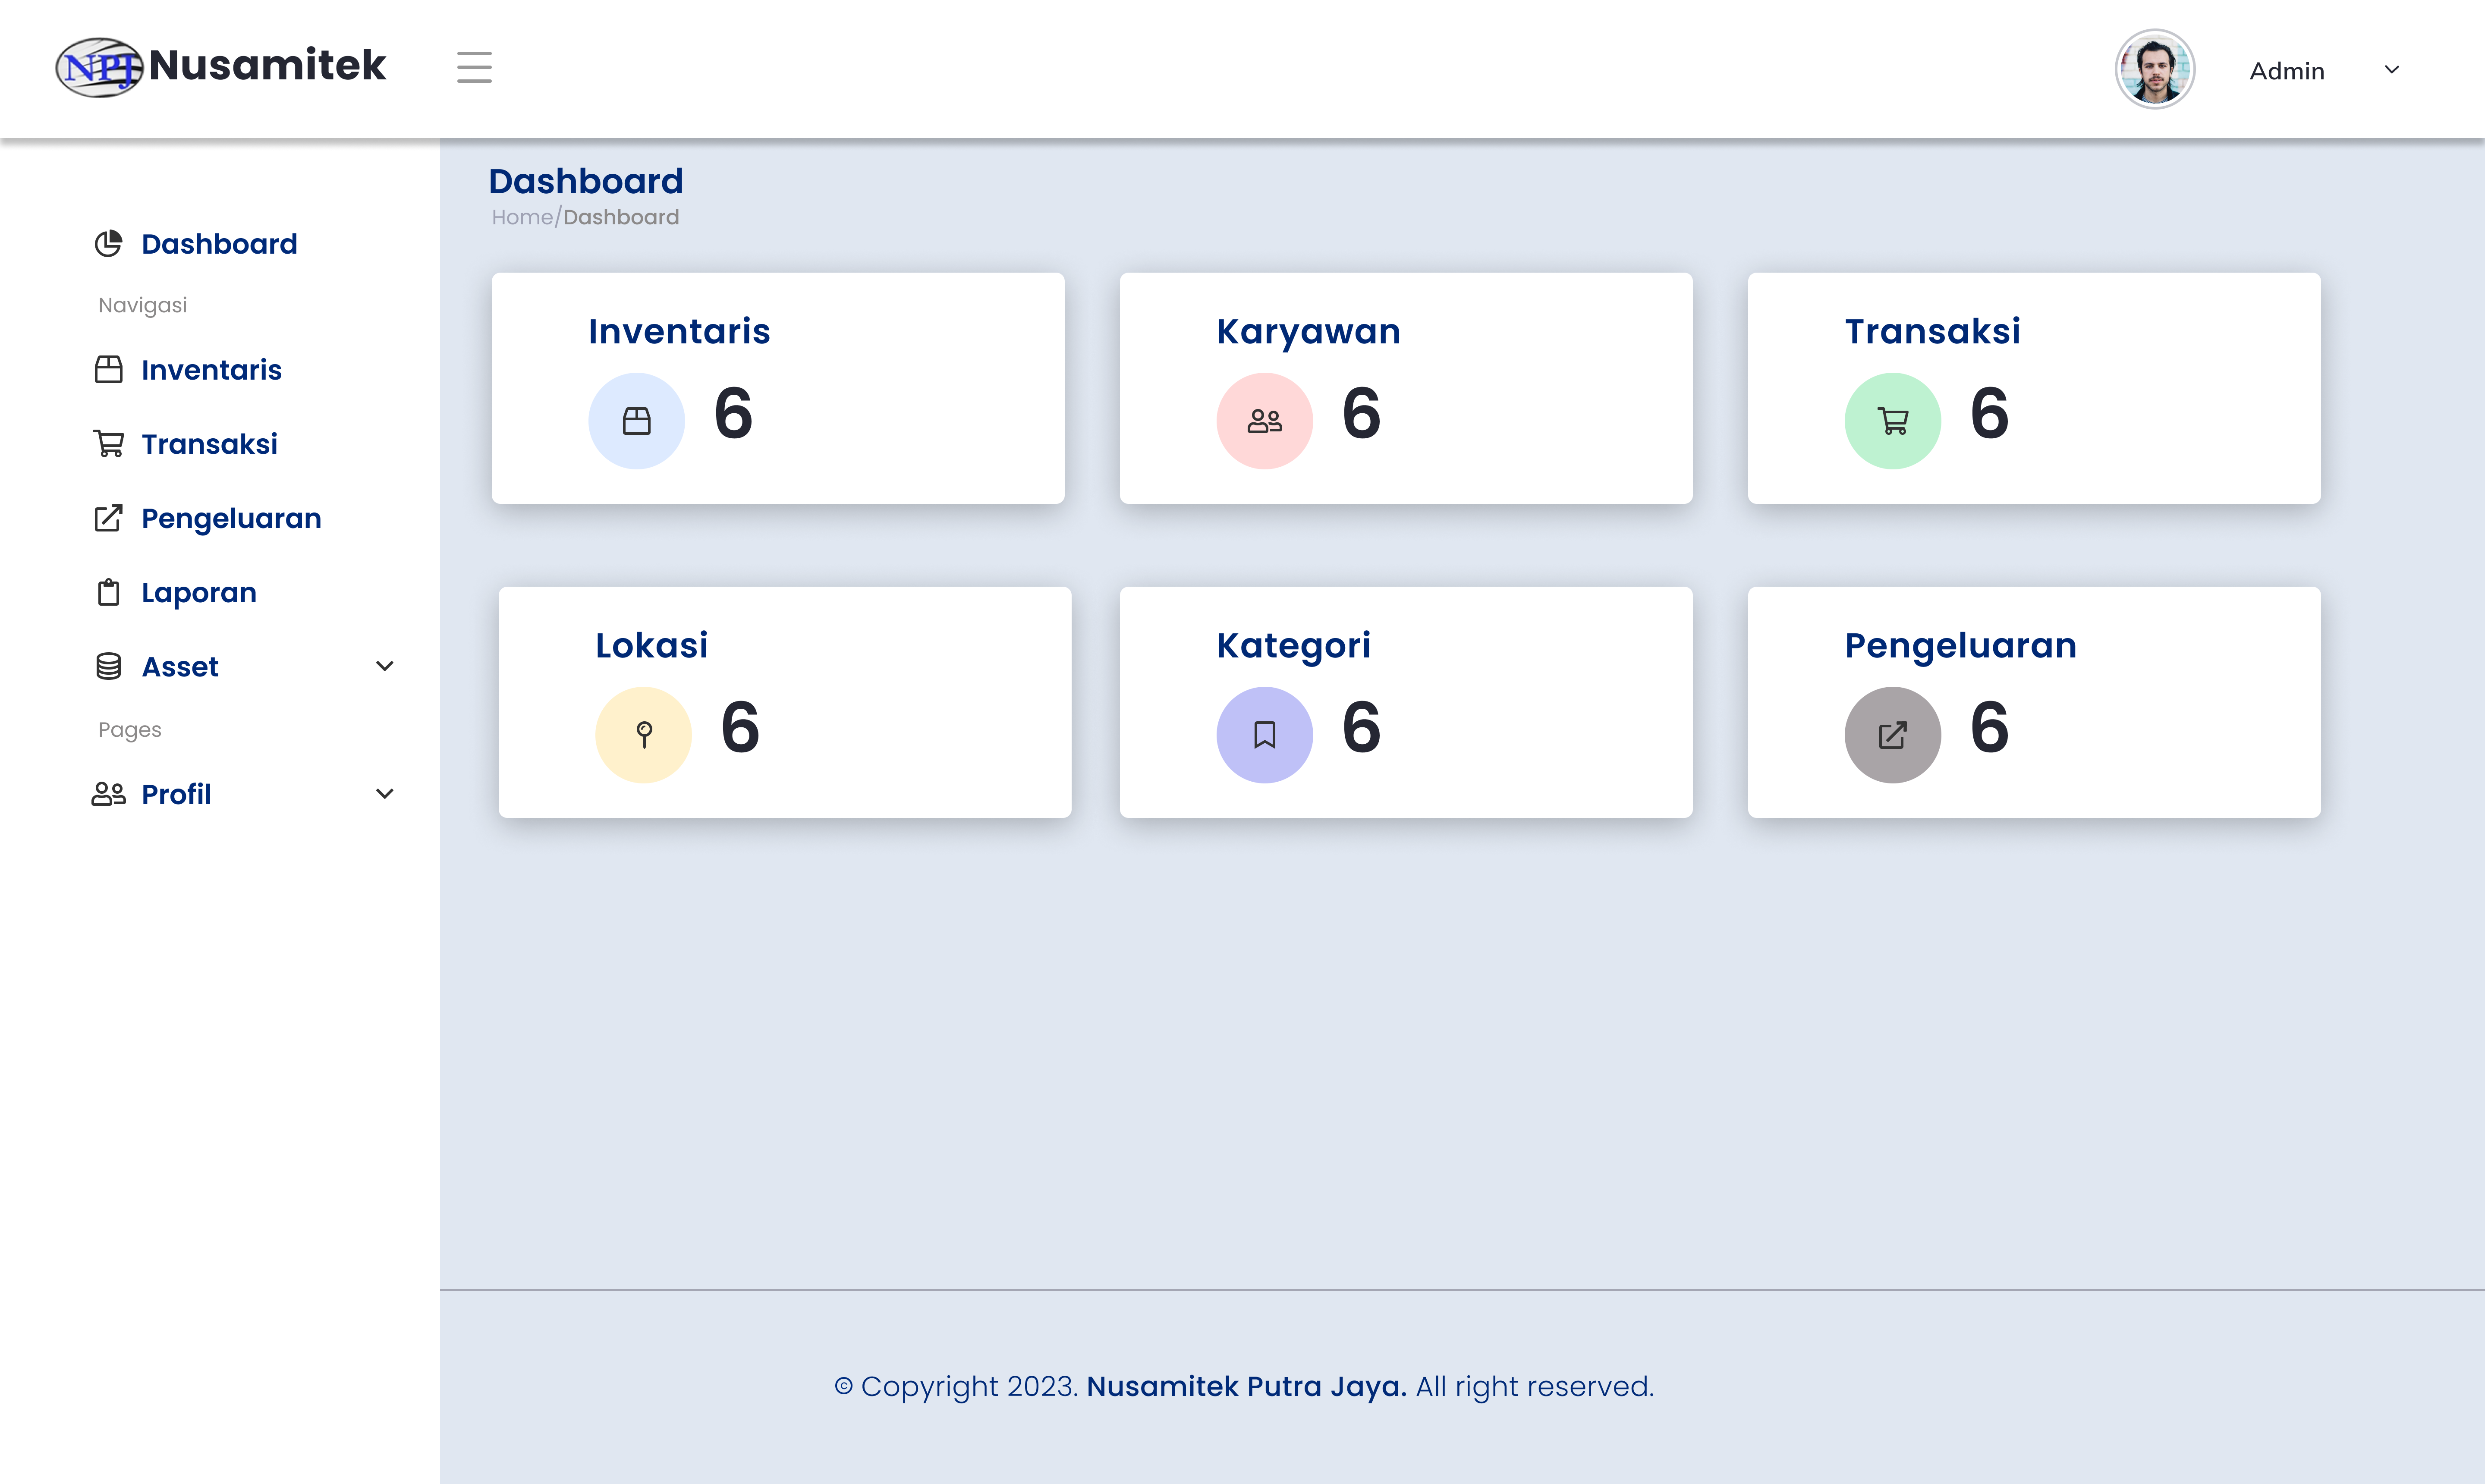 NPJ Nusamitek
Admin
Dashboard
Home/Dashboard
Dashboard
Navigasi
Inventaris
Transaksi
Pengeluaran
Laporan
Asset
Pages
Profil
Inventaris
6
Karyawan
6
Transaksi
6
Lokasi
6
Kategori
6
Pengeluaran
6
© Copyright 2023. Nusamitek Putra Jaya. All right reserved.